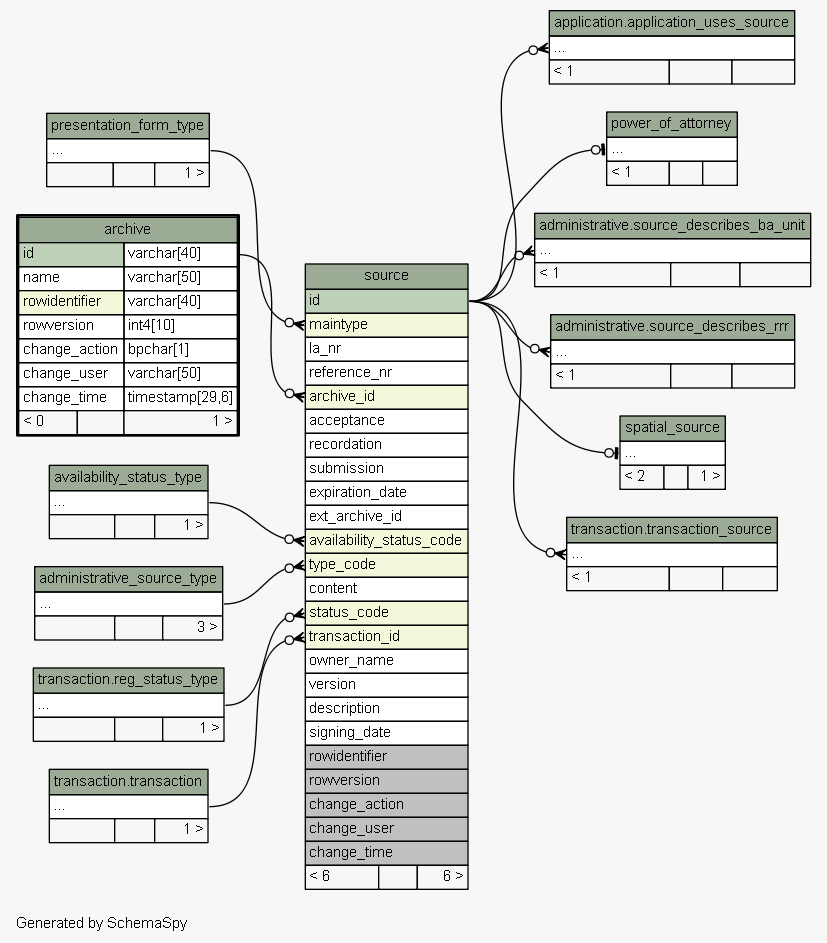 application.application_uses_source
...
< 1
presentation_form_type
...
1 >
power_of_attorney
...
< 1
archive
id varchar[40]
name varchar[50]
rowidentifier varchar[40]
rowversion int4[10]
change_action bpchar[1]
change_user varchar[50]
change_time timestamp[29,6]
< 0 1 >
administrative.source_describes_ba_unit
...
< 1
source
id
maintype
la_nr
reference_nr
archive_id
acceptance
recordation
submission
expiration_date
ext_archive_id
availability_status_code
type_code
content
status_code
transaction_id
owner_name
version
description
signing_date
rowidentifier
rowversion
change_action
change_user
change_time
< 6 6 >
administrative.source_describes_rrr
...
< 1
spatial_source
...
< 2 1 >
availability_status_type
...
1 >
transaction.transaction_source
...
< 1
administrative_source_type
...
3 >
transaction.reg_status_type
...
1 >
transaction.transaction
...
1 >
Generated by SchemaSpy